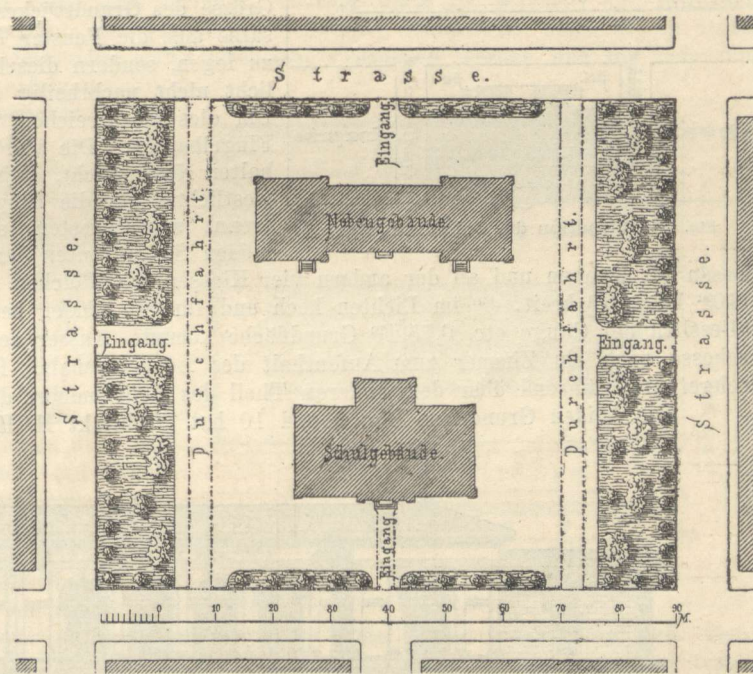 Strasse.
Eingang.
Nebengebäude.
Durchfahrt.
Durchfahrt.
Strasse.
Strasse.
Eingang.
Eingang.
Schulgebäude.
Eingang
0 10 20 30 40 50 60 70 80 90 M.